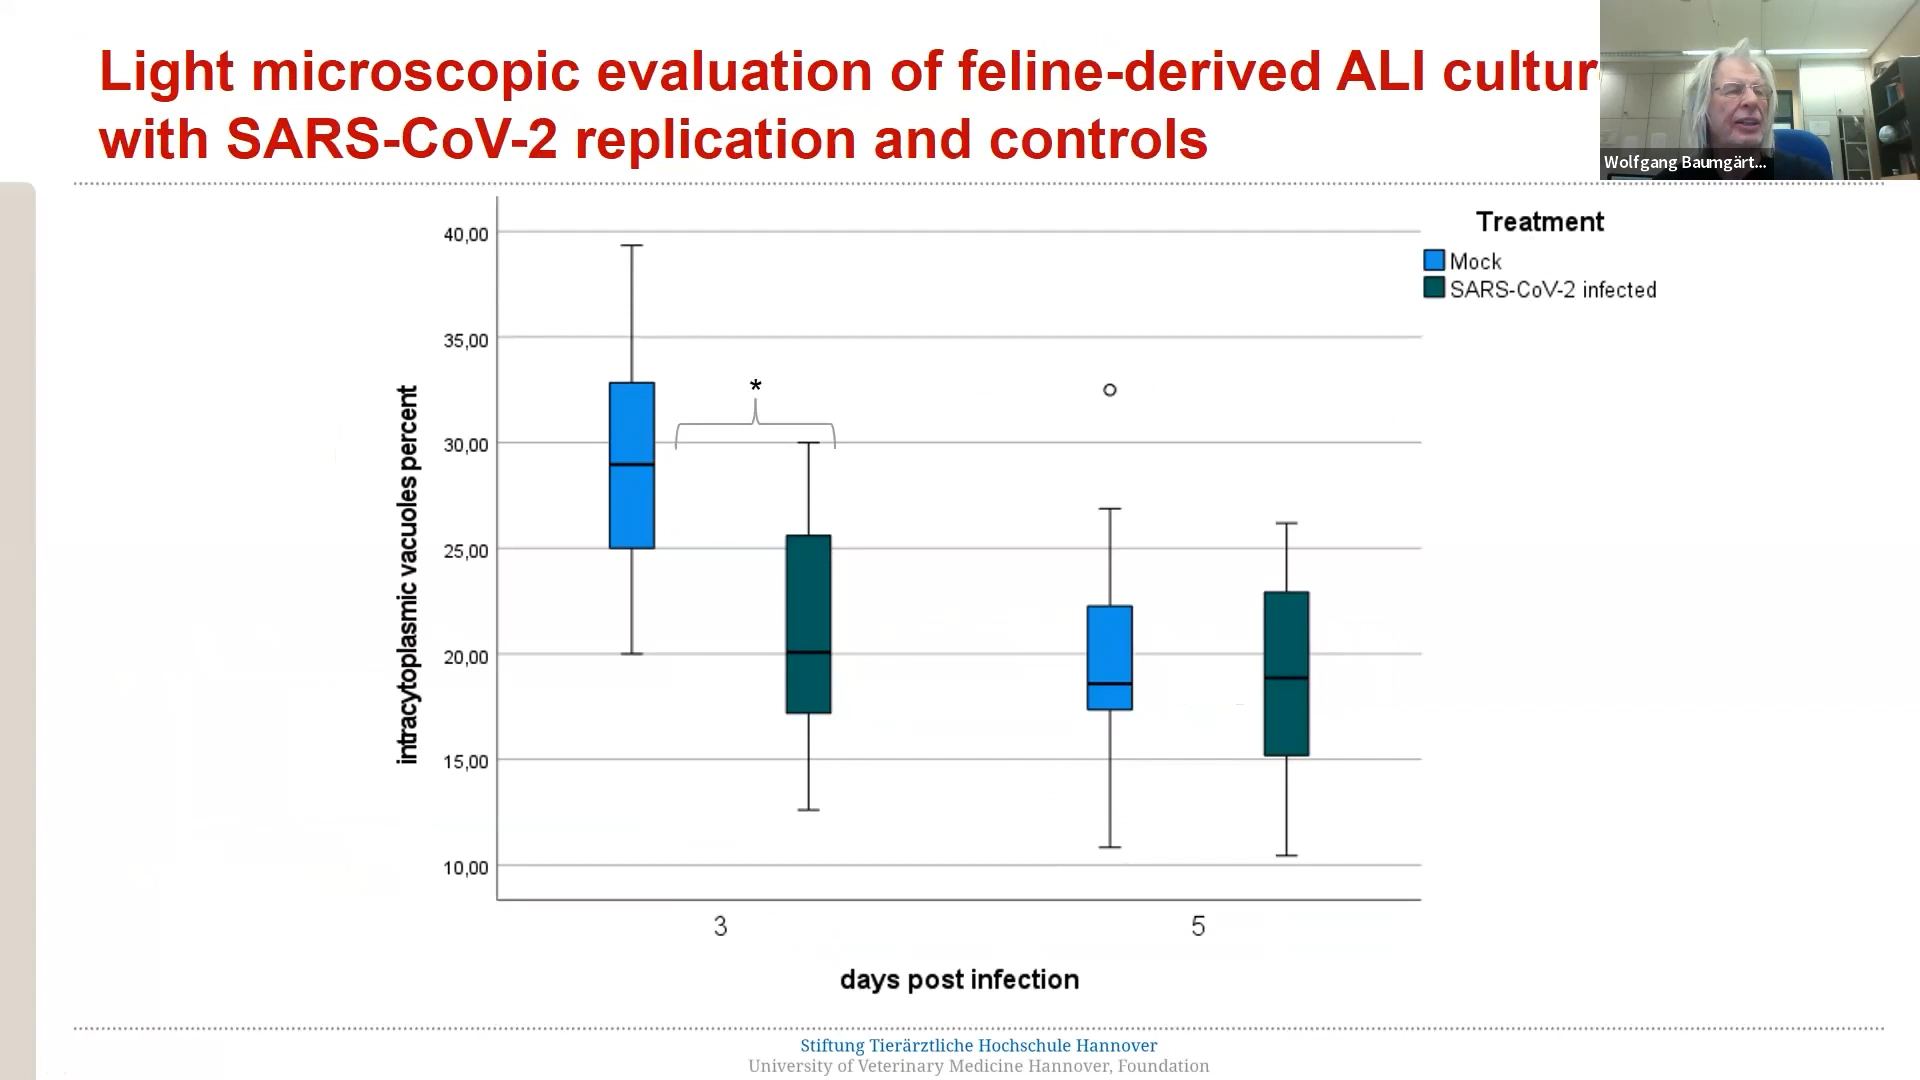 Light microscopic evaluation of feline-derived ALI cultur
with SARS-CoV-2 replication and controls
Wolfgang Baumgärt...
Treatment
Mock
SARS-CoV-2 infected
40,00
35,00
30,00
25,00
20,00
15,00
10,00
intracytoplasmic vacuoles percent
*
3
5
days post infection
Stiftung Tierärztliche Hochschule Hannover
University of Veterinary Medicine Hannover, Foundation